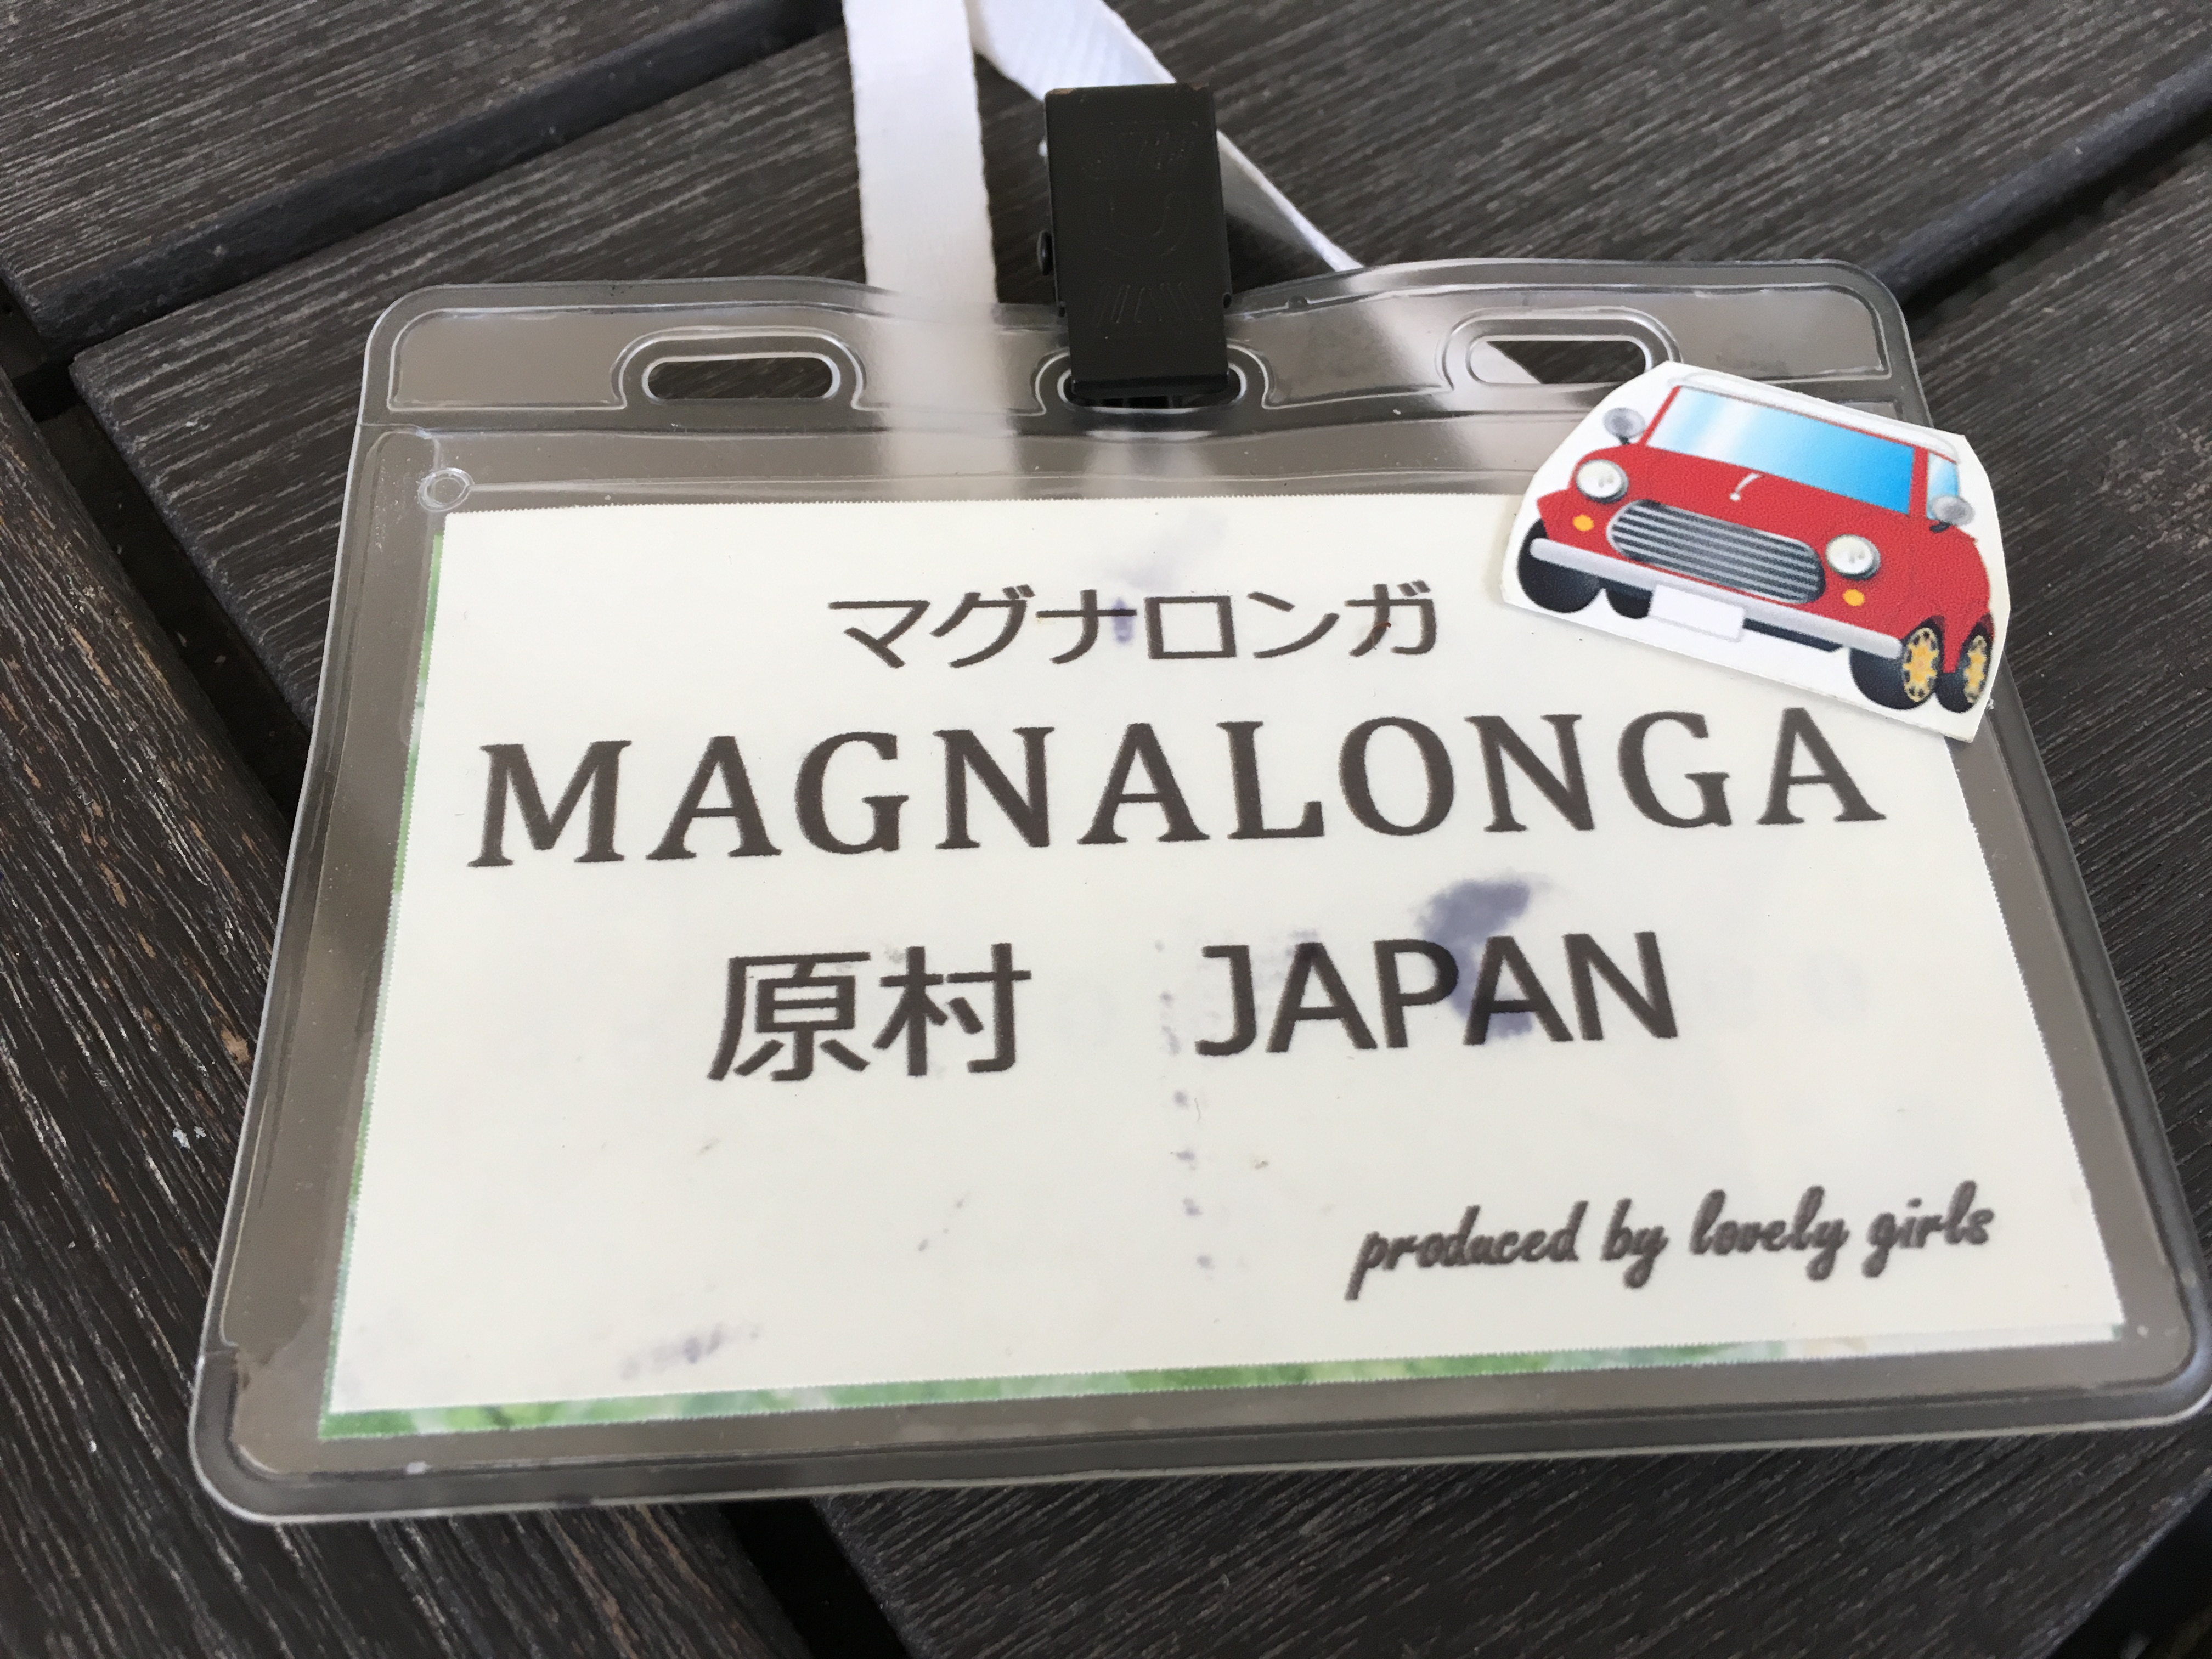 マグナロンガ
MAGNALONGA
原村　JAPAN
produced by lovely girls